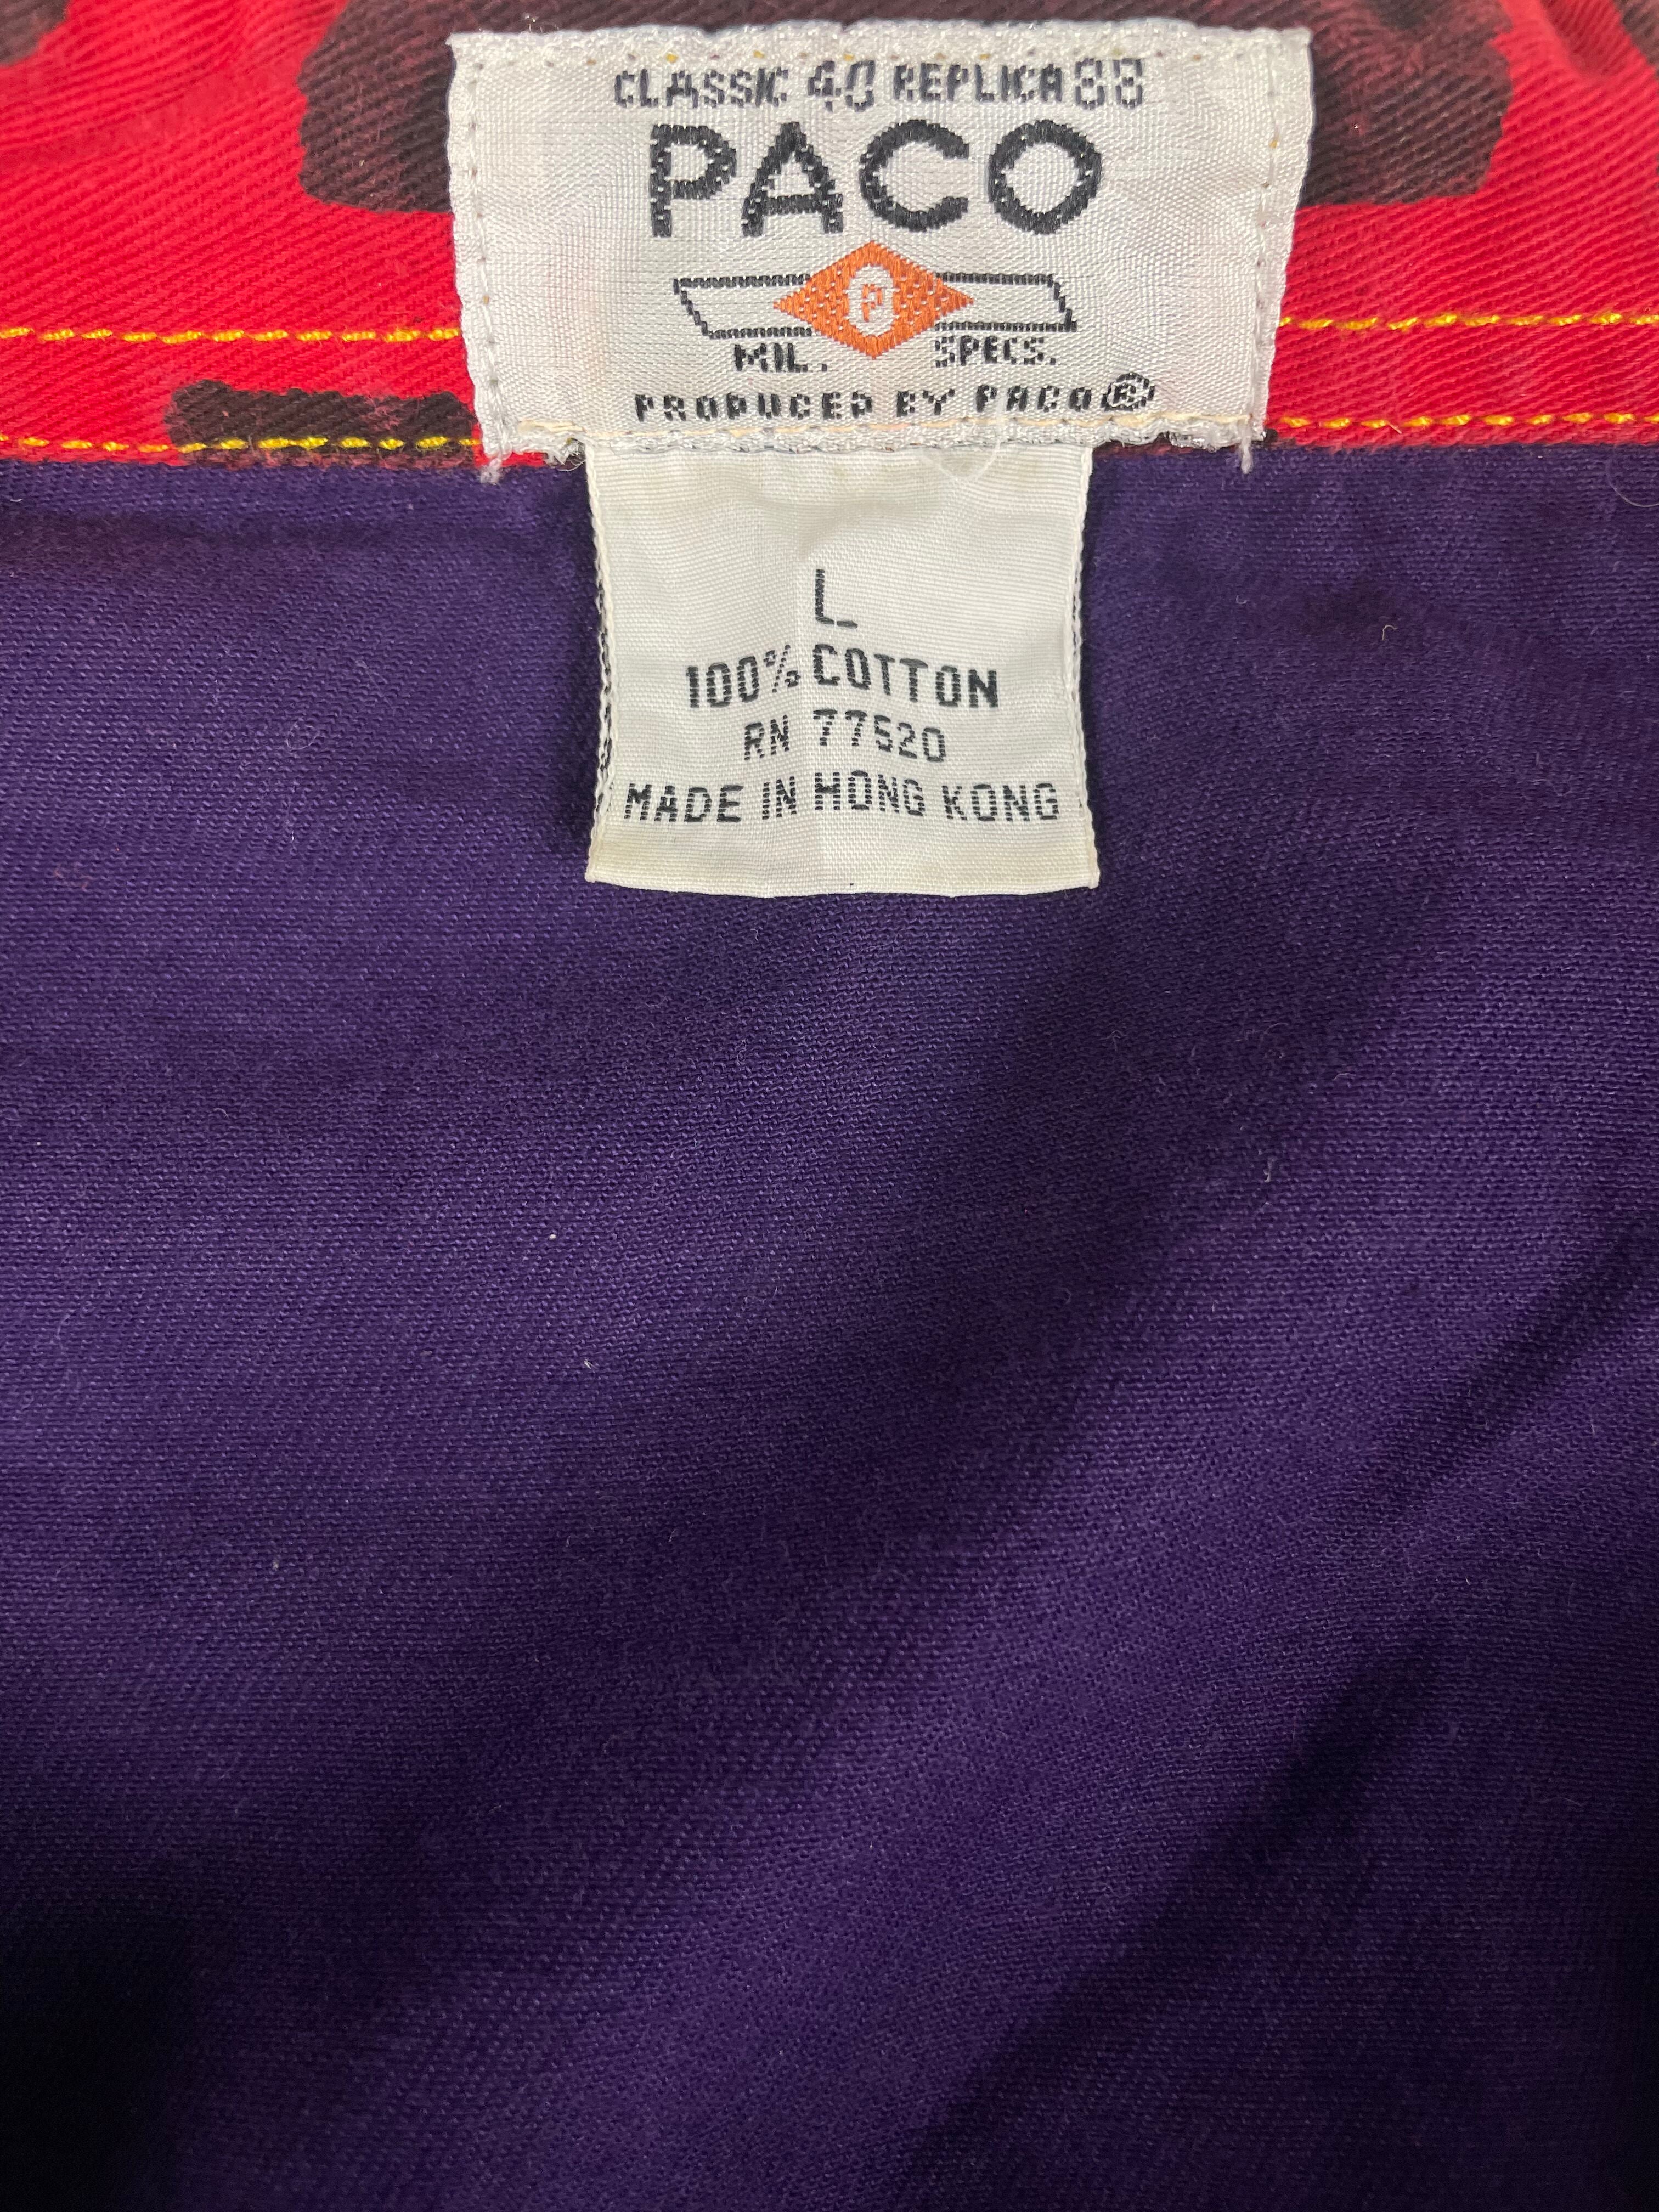 CLASSIC 40 REPLICA 88
PACO
P
MIL. SPECS.
PRODUCED BY PACO®
L
100% COTTON
RN 77520
MADE IN HONG KONG